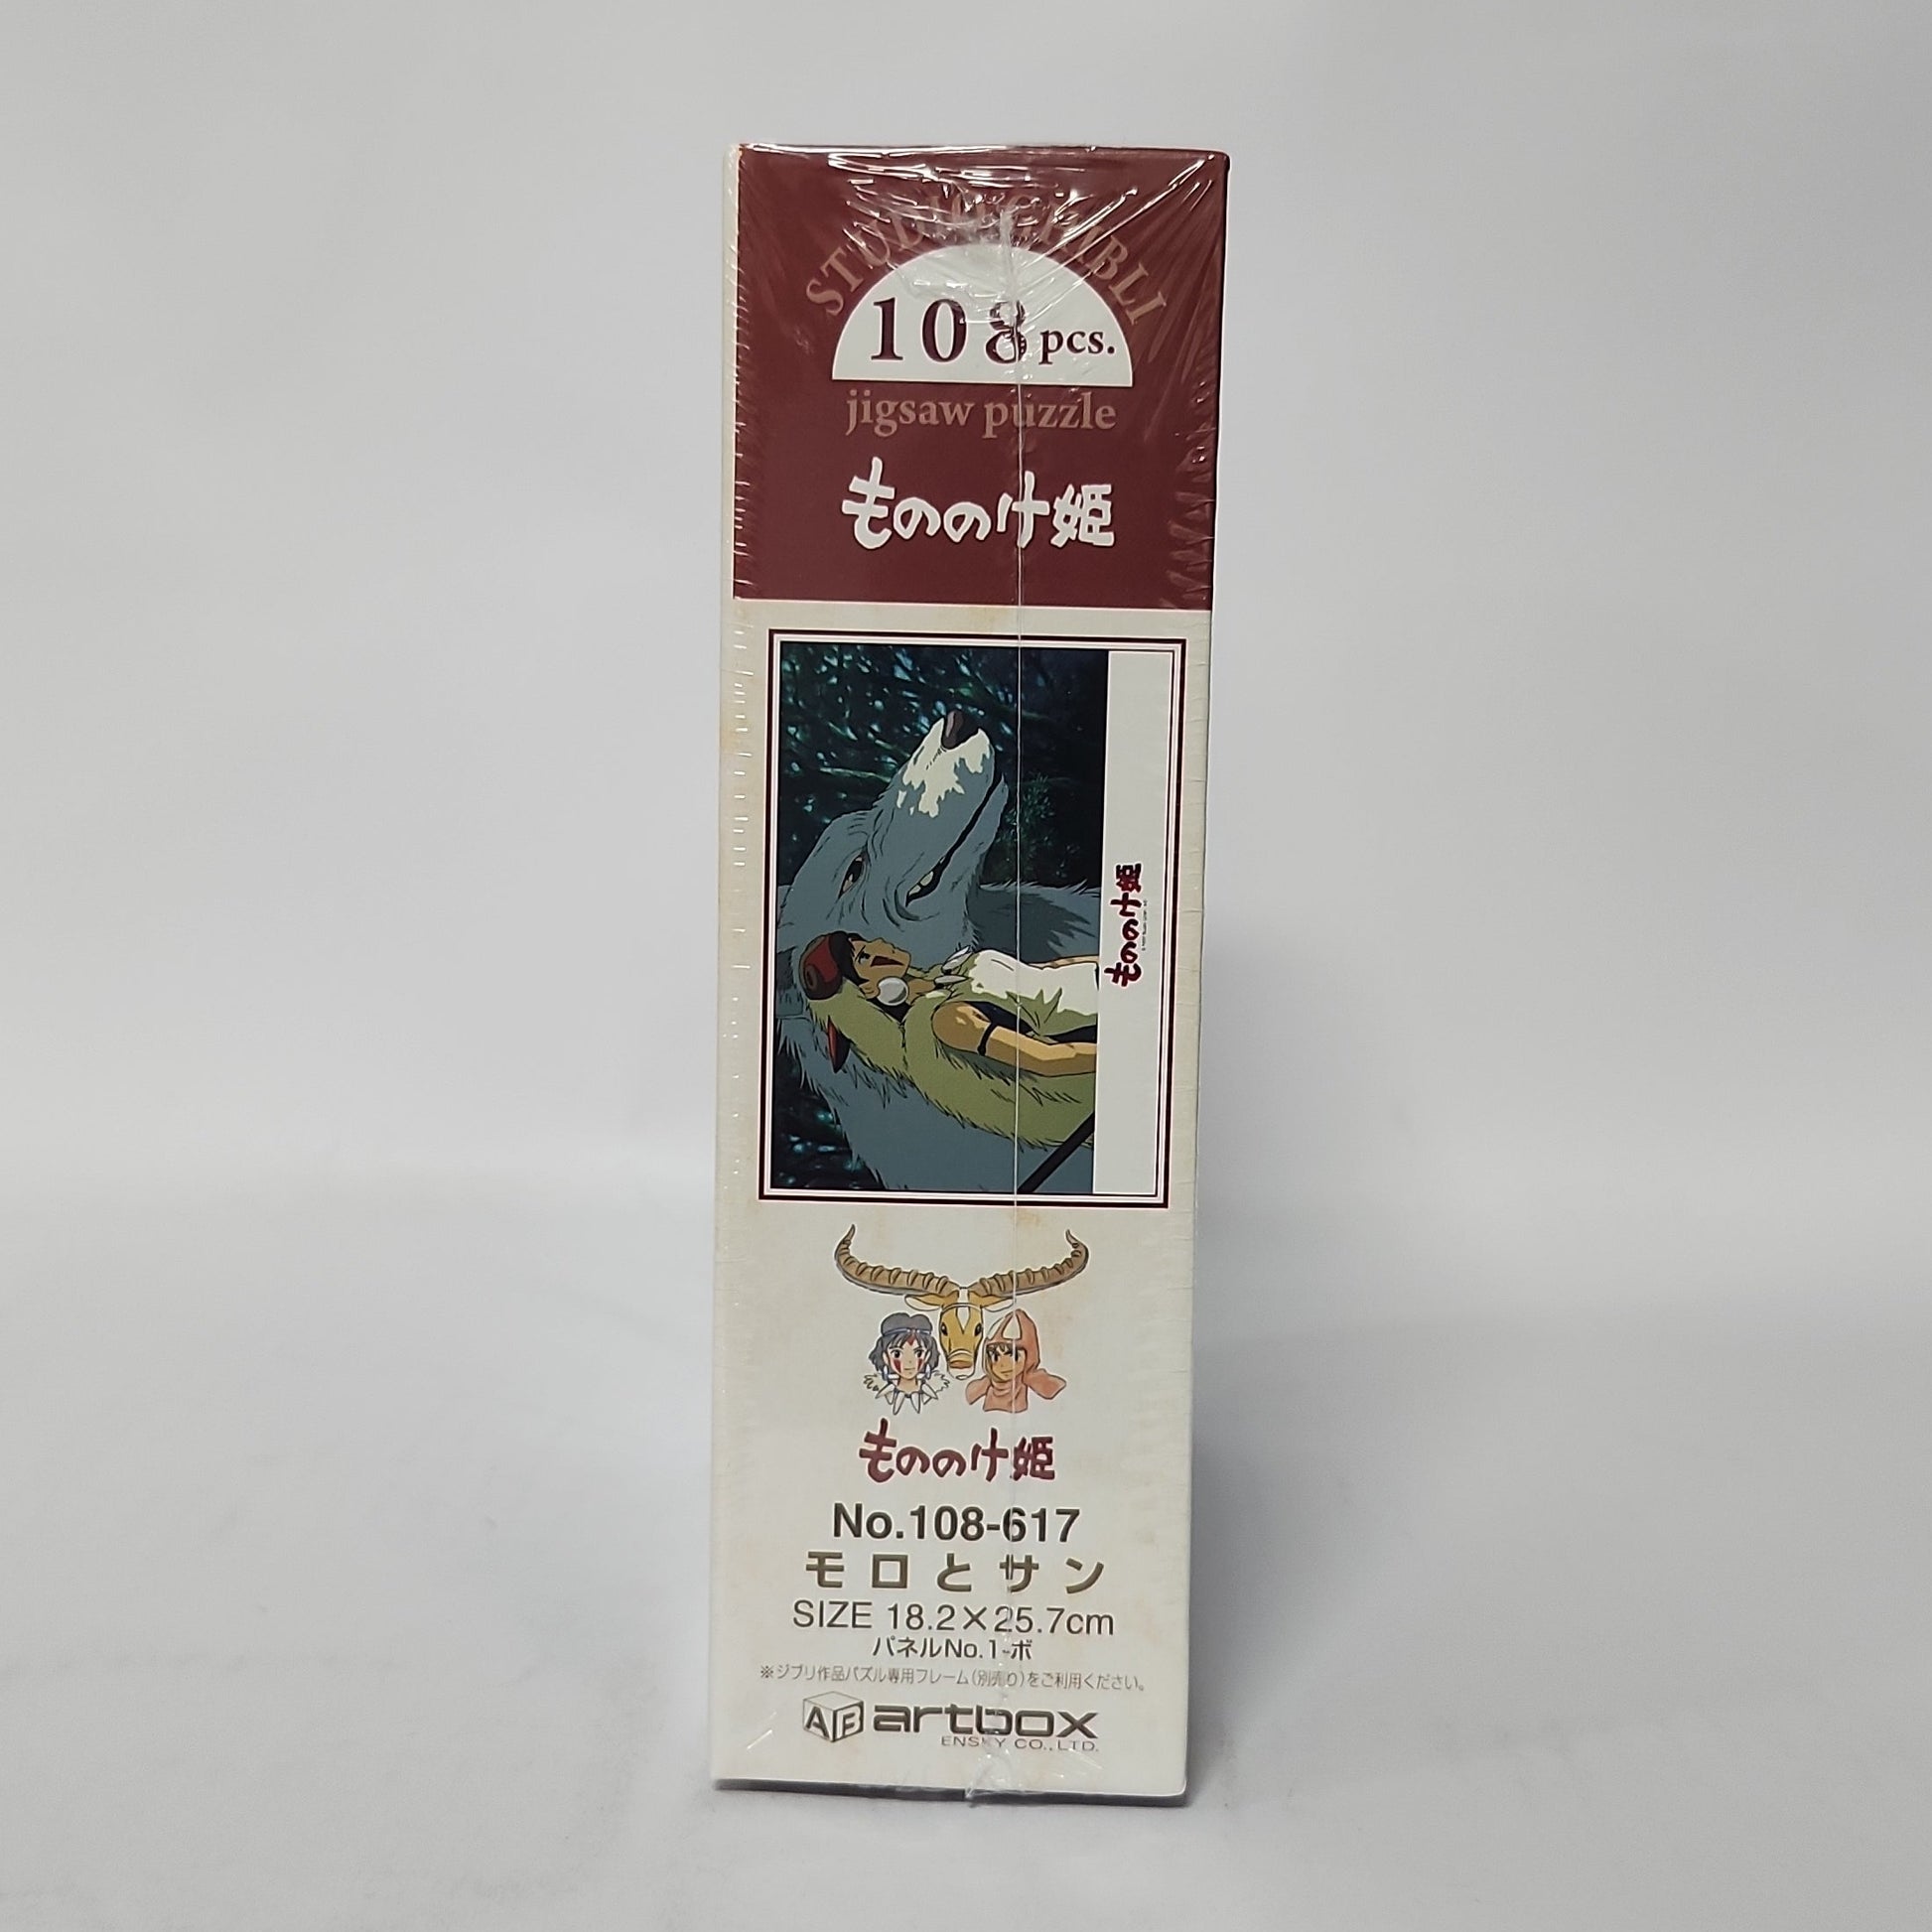 STUDIO GHIBLI
108 pcs.
jigsaw puzzle
もののけ姫
もののけ姫
もののけ姫
No.108-617
モロとサン
SIZE 18.2×25.7cm
パネルNo.1-ボ
※ジブリ作品パズル専用フレーム(別売り)をご利用ください。
AB artbox
ENSKY CO.,LTD.